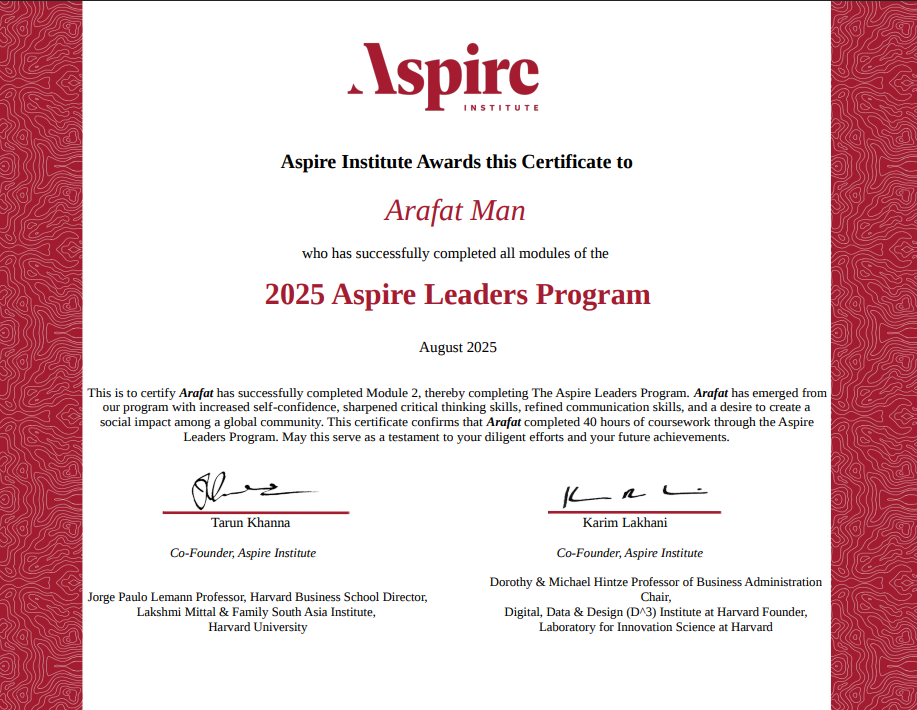 Aspire
INSTITUTE
Aspire Institute Awards this Certificate to
Arafat Man
who has successfully completed all modules of the
2025 Aspire Leaders Program
August 2025
This is to certify Arafat has successfully completed Module 2, thereby completing The Aspire Leaders Program. Arafat has emerged from
our program with increased self-confidence, sharpened critical thinking skills, refined communication skills, and a desire to create a
social impact among a global community. This certificate confirms that Arafat completed 40 hours of coursework through the Aspire
Leaders Program. May this serve as a testament to your diligent efforts and your future achievements.
Tarun Khanna
Co-Founder, Aspire Institute
Jorge Paulo Lemann Professor, Harvard Business School Director,
Lakshmi Mittal & Family South Asia Institute,
Harvard University
Karim Lakhani
Co-Founder, Aspire Institute
Dorothy & Michael Hintze Professor of Business Administration
Chair,
Digital, Data & Design (D^3) Institute at Harvard Founder,
Laboratory for Innovation Science at Harvard